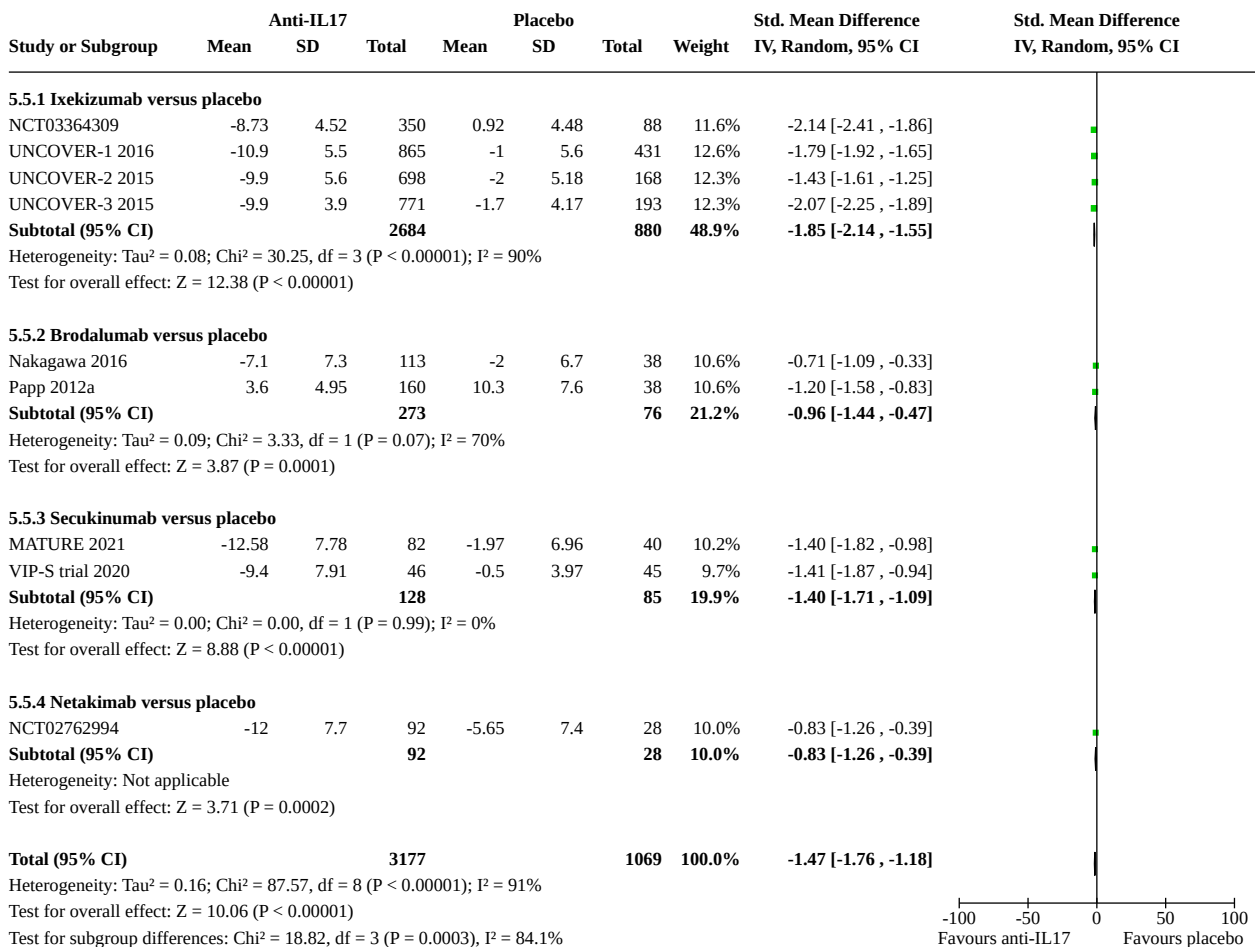 Anti-IL17 Placebo Std. Mean Difference Std. Mean Difference
Study or Subgroup Mean SD Total Mean SD Total Weight IV, Random, 95% CI IV, Random, 95% CI
5.5.1 Ixekizumab versus placebo
NCT03364309 -8.73 4.52 350 0.92 4.48 88 11.6% -2.14 [-2.41 , -1.86]
UNCOVER-1 2016 -10.9 5.5 865 -1 5.6 431 12.6% -1.79 [-1.92 , -1.65]
UNCOVER-2 2015 -9.9 5.6 698 -2 5.18 168 12.3% -1.43 [-1.61 , -1.25]
UNCOVER-3 2015 -9.9 3.9 771 -1.7 4.17 193 12.3% -2.07 [-2.25 , -1.89]
Subtotal (95% CI) 2684 880 48.9% -1.85 [-2.14 , -1.55]
Heterogeneity: Tau² = 0.08; Chi² = 30.25, df = 3 (P < 0.00001); I² = 90%
Test for overall effect: Z = 12.38 (P < 0.00001)
5.5.2 Brodalumab versus placebo
Nakagawa 2016 -7.1 7.3 113 -2 6.7 38 10.6% -0.71 [-1.09 , -0.33]
Papp 2012a 3.6 4.95 160 10.3 7.6 38 10.6% -1.20 [-1.58 , -0.83]
Subtotal (95% CI) 273 76 21.2% -0.96 [-1.44 , -0.47]
Heterogeneity: Tau² = 0.09; Chi² = 3.33, df = 1 (P = 0.07); I² = 70%
Test for overall effect: Z = 3.87 (P = 0.0001)
5.5.3 Secukinumab versus placebo
MATURE 2021 -12.58 7.78 82 -1.97 6.96 40 10.2% -1.40 [-1.82 , -0.98]
VIP-S trial 2020 -9.4 7.91 46 -0.5 3.97 45 9.7% -1.41 [-1.87 , -0.94]
Subtotal (95% CI) 128 85 19.9% -1.40 [-1.71 , -1.09]
Heterogeneity: Tau² = 0.00; Chi² = 0.00, df = 1 (P = 0.99); I² = 0%
Test for overall effect: Z = 8.88 (P < 0.00001)
5.5.4 Netakimab versus placebo
NCT02762994 -12 7.7 92 -5.65 7.4 28 10.0% -0.83 [-1.26 , -0.39]
Subtotal (95% CI) 92 28 10.0% -0.83 [-1.26 , -0.39]
Heterogeneity: Not applicable
Test for overall effect: Z = 3.71 (P = 0.0002)
Total (95% CI) 3177 1069 100.0% -1.47 [-1.76 , -1.18]
Heterogeneity: Tau² = 0.16; Chi² = 87.57, df = 8 (P < 0.00001); I² = 91%
Test for overall effect: Z = 10.06 (P < 0.00001)
-100 -50 0 50 100
Test for subgroup differences: Chi² = 18.82, df = 3 (P = 0.0003), I² = 84.1%
Favours anti-IL17 Favours placebo